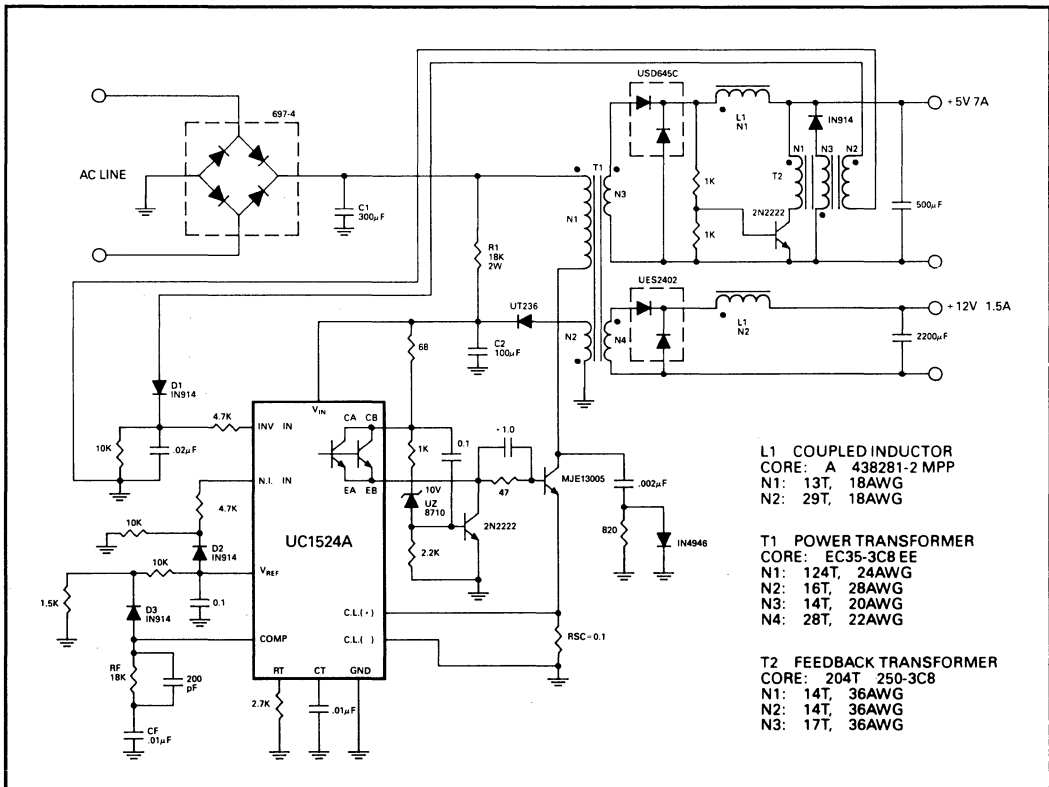 697-4
AC LINE
C1
300µF
R1
18K
2W
T1
N1
N3
USD645C
1K
1K
L1
N1
+5V 7A
IN914
N1
N3
N2
T2
2N2222
500µF
UT236
N2
N4
UES2402
L1
N2
+12V 1.5A
2200µF
68
C2
100µF
D1
IN914
4.7K
10K
.02µF
VIN
INV IN
CA CB
EA EB
1K
0.1
1.0
47
MJE13005
.002µF
N.I. IN
10V
UZ
8710
2N2222
820
IN4946
4.7K
10K
UC1524A
2.2K
D2
IN914
10K
VREF
1.5K
D3
IN914
0.1
C.L.(+)
C.L.( )
RSC=0.1
COMP
RF
18K
200
pF
RT
CT
GND
2.7K
.01µF
CF
.01µF
L1 COUPLED INDUCTOR
CORE: A 438281-2 MPP
N1: 13T, 18AWG
N2: 29T, 18AWG
T1 POWER TRANSFORMER
CORE: EC35-3C8 EE
N1: 124T, 24AWG
N2: 16T, 28AWG
N3: 14T, 20AWG
N4: 28T, 22AWG
T2 FEEDBACK TRANSFORMER
CORE: 204T 250-3C8
N1: 14T, 36AWG
N2: 14T, 36AWG
N3: 17T, 36AWG